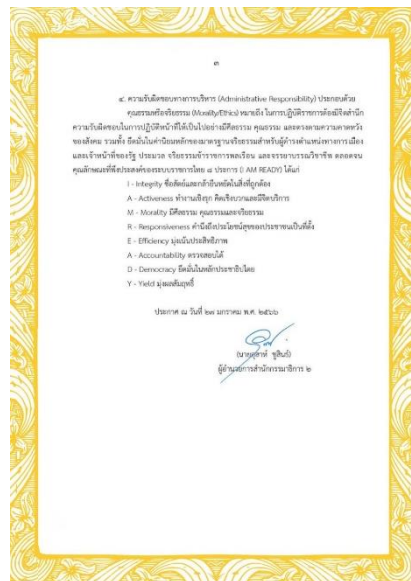 ๓
๔. ความรับผิดชอบทางการบริหาร (Administrative Responsibility) ประกอบด้วย
คุณธรรมหรือจริยธรรม (Morality/Ethics) หมายถึง ในการปฏิบัติราชการต้องมีจิตสำนึก
ความรับผิดชอบในการปฏิบัติหน้าที่ให้เป็นไปอย่างมีศีลธรรม คุณธรรม และตรงตามความคาดหวัง
ของสังคม รวมทั้ง ยึดมั่นในค่านิยมหลักของมาตรฐานจริยธรรมสำหรับผู้ดำรงตำแหน่งทางการเมือง
และเจ้าหน้าที่ของรัฐ ประมวล จริยธรรมข้าราชการพลเรือน และจรรยาบรรณวิชาชีพ ตลอดจน
คุณลักษณะที่พึงประสงค์ของระบบราชการไทย ๘ ประการ (I AM READY) ได้แก่
I - Integrity ซื่อสัตย์และกล้ายืนหยัดในสิ่งที่ถูกต้อง
A - Activeness ทำงานเชิงรุก คิดเชิงบวกและมีจิตบริการ
M - Morality มีศีลธรรม คุณธรรมและจริยธรรม
R - Responsiveness คำนึงถึงประโยชน์สุขของประชาชนเป็นที่ตั้ง
E - Efficiency มุ่งเน้นประสิทธิภาพ
A - Accountability ตรวจสอบได้
D - Democracy ยึดมั่นในหลักประชาธิปไตย
Y - Yield มุ่งผลสัมฤทธิ์
ประกาศ ณ วันที่ ๒๗ มกราคม พ.ศ. ๒๕๖๖
ชูสินธ์)
ผู้อำนวยการสำนักกรรมาธิการ ๒